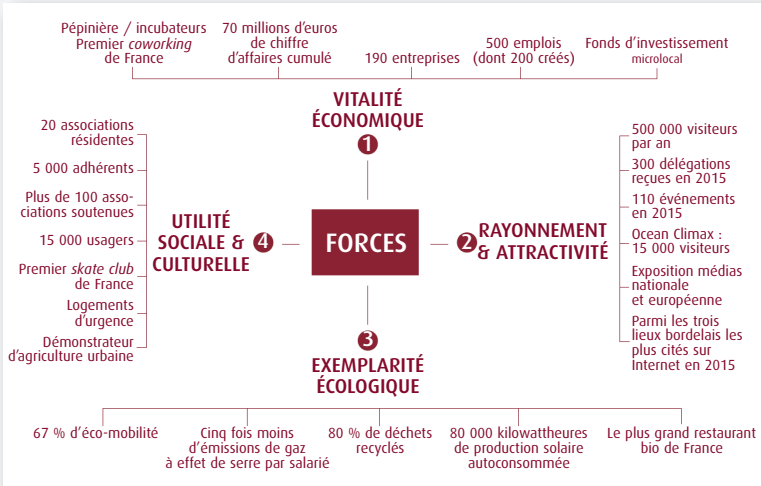 Pépinière / incubateurs
Premier coworking
de France
70 millions d'euros
de chiffre
d'affaires cumulé
190 entreprises
500 emplois
(dont 200 créés)
Fonds d'investissement
microlocal
VITALITÉ
ÉCONOMIQUE
1
20 associations
résidentes
5 000 adhérents
Plus de 100 asso-
ciations soutenues
15 000 usagers
Premier skate club
de France
Logements
d'urgence
Démonstrateur
d'agriculture urbaine
UTILITÉ
SOCIALE &
CULTURELLE
4
FORCES
2
RAYONNEMENT
& ATTRACTIVITÉ
500 000 visiteurs
par an
300 délégations
reçues en 2015
110 événements
en 2015
Ocean Climax :
15 000 visiteurs
Exposition médias
nationale
et européenne
Parmi les trois
lieux bordelais les
plus cités sur
Internet en 2015
3
EXEMPLARITÉ
ÉCOLOGIQUE
67 % d'éco-mobilité
Cinq fois moins
d'émissions de gaz
à effet de serre par salarié
80 % de déchets
recyclés
80 000 kilowattheures
de production solaire
autoconsommée
Le plus grand restaurant
bio de France